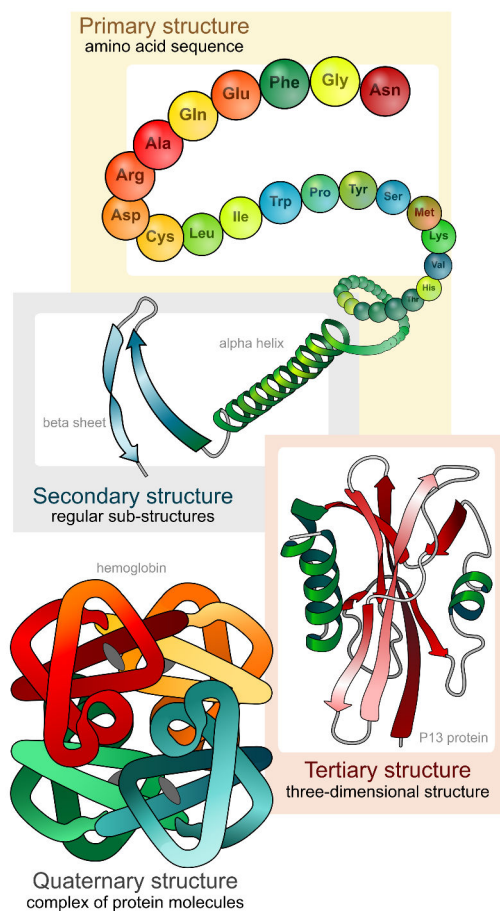 Primary structure
amino acid sequence
Asn
Gly
Phe
Glu
Gln
Ala
Arg
Asp
Cys
Leu
Ile
Trp
Pro
Tyr
Ser
Met
Lys
Val
His
Thr
alpha helix
beta sheet
Secondary structure
regular sub-structures
P13 protein
Tertiary structure
three-dimensional structure
hemoglobin
Quaternary structure
complex of protein molecules